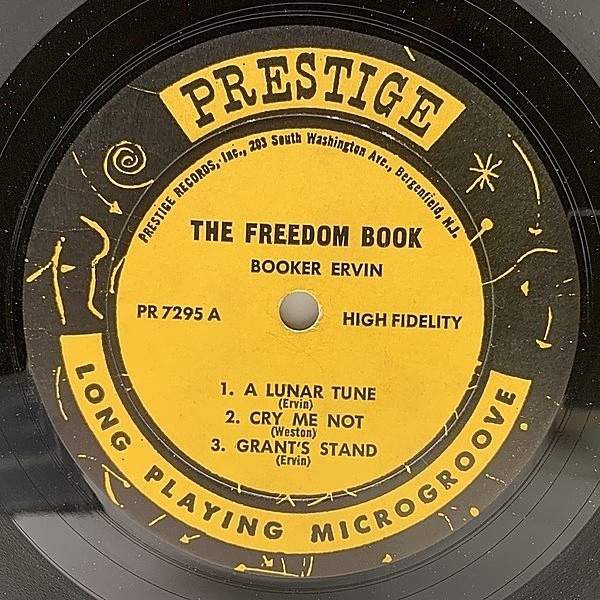 PRESTIGE
PRESTIGE RECORDS, Inc., 203 South Washington Ave., Bergenfield, N.J.
THE FREEDOM BOOK
BOOKER ERVIN
PR 7295 A
HIGH FIDELITY
1. A LUNAR TUNE
(Ervin)
2. CRY ME NOT
(Weston)
3. GRANT'S STAND
(Ervin)
LONG PLAYING MICROGROOVE